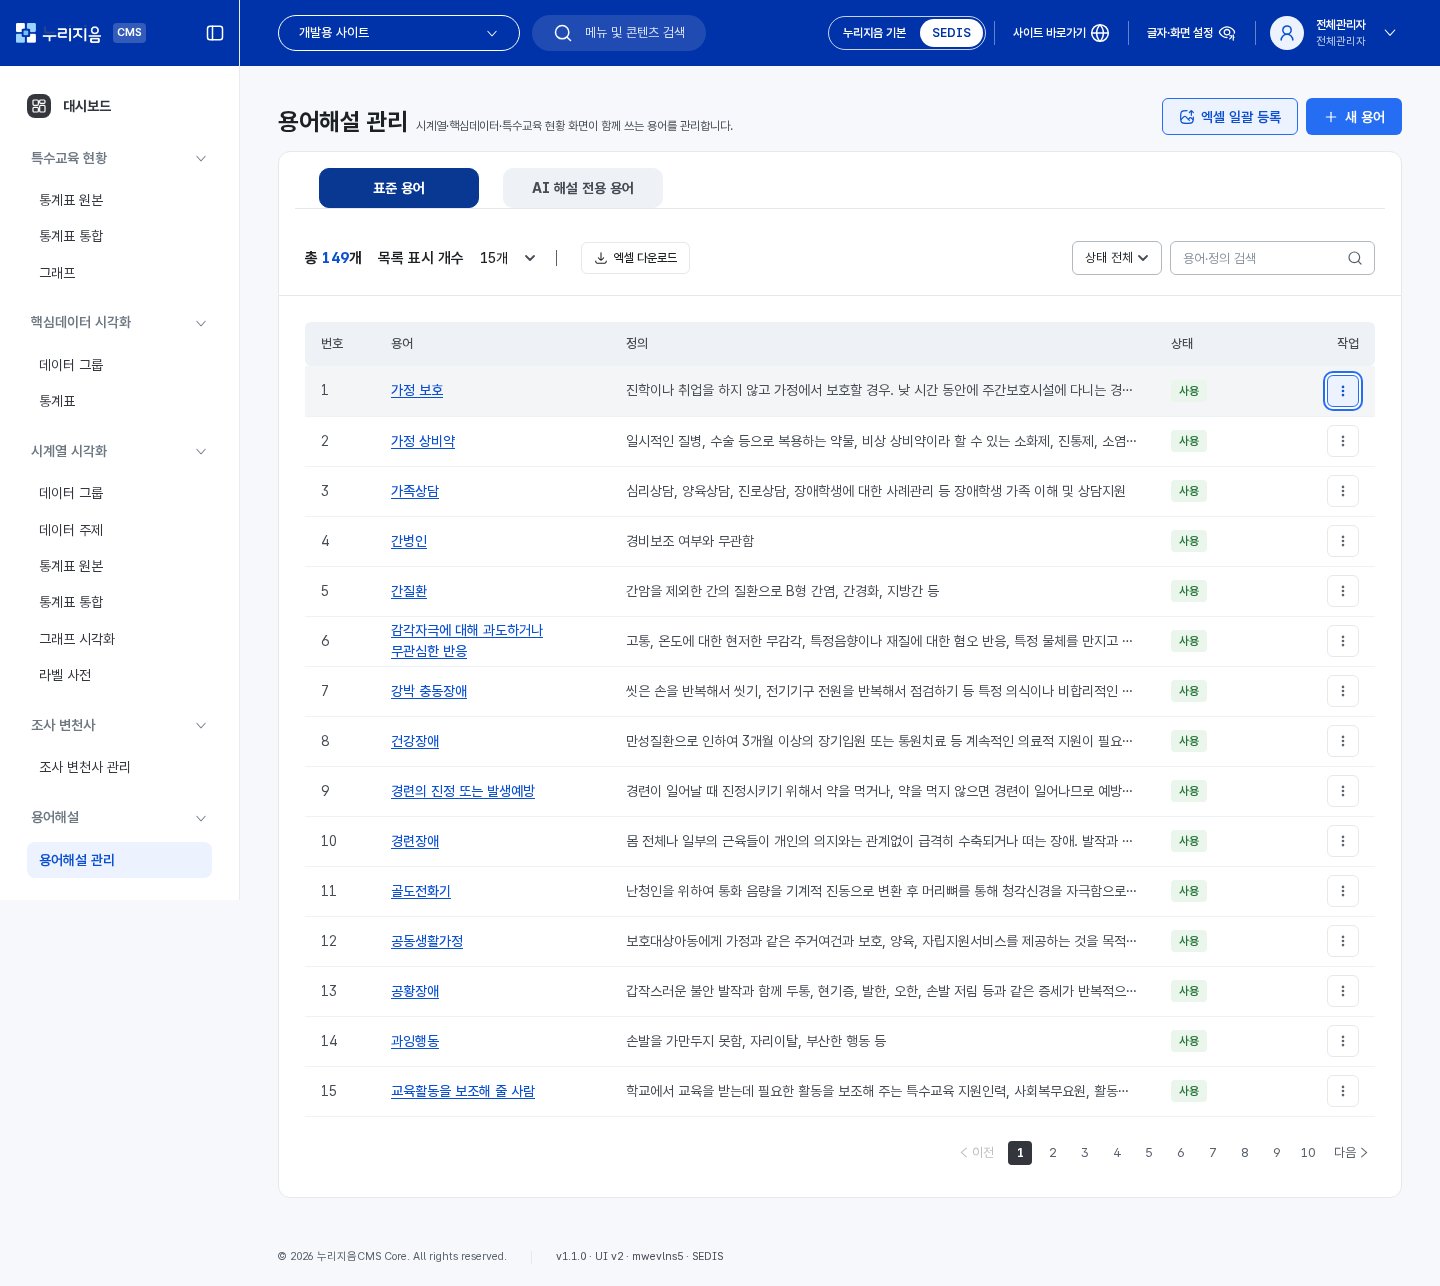 누리지음 CMS
개발용 사이트
메뉴 및 콘텐츠 검색
누리지음 기본
SEDIS
사이트 바로가기
글자·화면 설정
전체관리자
전체관리자
대시보드
특수교육 현황
통계표 원본
통계표 통합
그래프
핵심데이터 시각화
데이터 그룹
통계표
시계열 시각화
데이터 그룹
데이터 주제
통계표 원본
통계표 통합
그래프 시각화
라벨 사전
조사 변천사
조사 변천사 관리
용어해설
용어해설 관리
용어해설 관리 시계열·핵심데이터·특수교육 현황 화면이 함께 쓰는 용어를 관리합니다.
엑셀 일괄 등록
새 용어
표준 용어
AI 해설 전용 용어
총 149개 목록 표시 개수 15개
엑셀 다운로드
상태 전체
용어·정의 검색
번호 용어 정의 상태 작업
1 가정 보호 진학이나 취업을 하지 않고 가정에서 보호할 경우. 낮 시간 동안에 주간보호시설에 다니는 경… 사용
2 가정 상비약 일시적인 질병, 수술 등으로 복용하는 약물, 비상 상비약이라 할 수 있는 소화제, 진통제, 소염… 사용
3 가족상담 심리상담, 양육상담, 진로상담, 장애학생에 대한 사례관리 등 장애학생 가족 이해 및 상담지원 사용
4 간병인 경비보조 여부와 무관함 사용
5 간질환 간암을 제외한 간의 질환으로 B형 간염, 간경화, 지방간 등 사용
6 감각자극에 대해 과도하거나 무관심한 반응 고통, 온도에 대한 현저한 무감각, 특정음향이나 재질에 대한 혐오 반응, 특정 물체를 만지고 … 사용
7 강박 충동장애 씻은 손을 반복해서 씻기, 전기기구 전원을 반복해서 점검하기 등 특정 의식이나 비합리적인 … 사용
8 건강장애 만성질환으로 인하여 3개월 이상의 장기입원 또는 통원치료 등 계속적인 의료적 지원이 필요… 사용
9 경련의 진정 또는 발생예방 경련이 일어날 때 진정시키기 위해서 약을 먹거나, 약을 먹지 않으면 경련이 일어나므로 예방… 사용
10 경련장애 몸 전체나 일부의 근육들이 개인의 의지와는 관계없이 급격히 수축되거나 떠는 장애. 발작과 … 사용
11 골도전화기 난청인을 위하여 통화 음량을 기계적 진동으로 변환 후 머리뼈를 통해 청각신경을 자극함으로… 사용
12 공동생활가정 보호대상아동에게 가정과 같은 주거여건과 보호, 양육, 자립지원서비스를 제공하는 것을 목적… 사용
13 공황장애 갑작스러운 불안 발작과 함께 두통, 현기증, 발한, 오한, 손발 저림 등과 같은 증세가 반복적으… 사용
14 과잉행동 손발을 가만두지 못함, 자리이탈, 부산한 행동 등 사용
15 교육활동을 보조해 줄 사람 학교에서 교육을 받는데 필요한 활동을 보조해 주는 특수교육 지원인력, 사회복무요원, 활동… 사용
이전 1 2 3 4 5 6 7 8 9 10 다음
© 2026 누리지음CMS Core. All rights reserved.
v1.1.0 · UI v2 · mwevlns5 · SEDIS